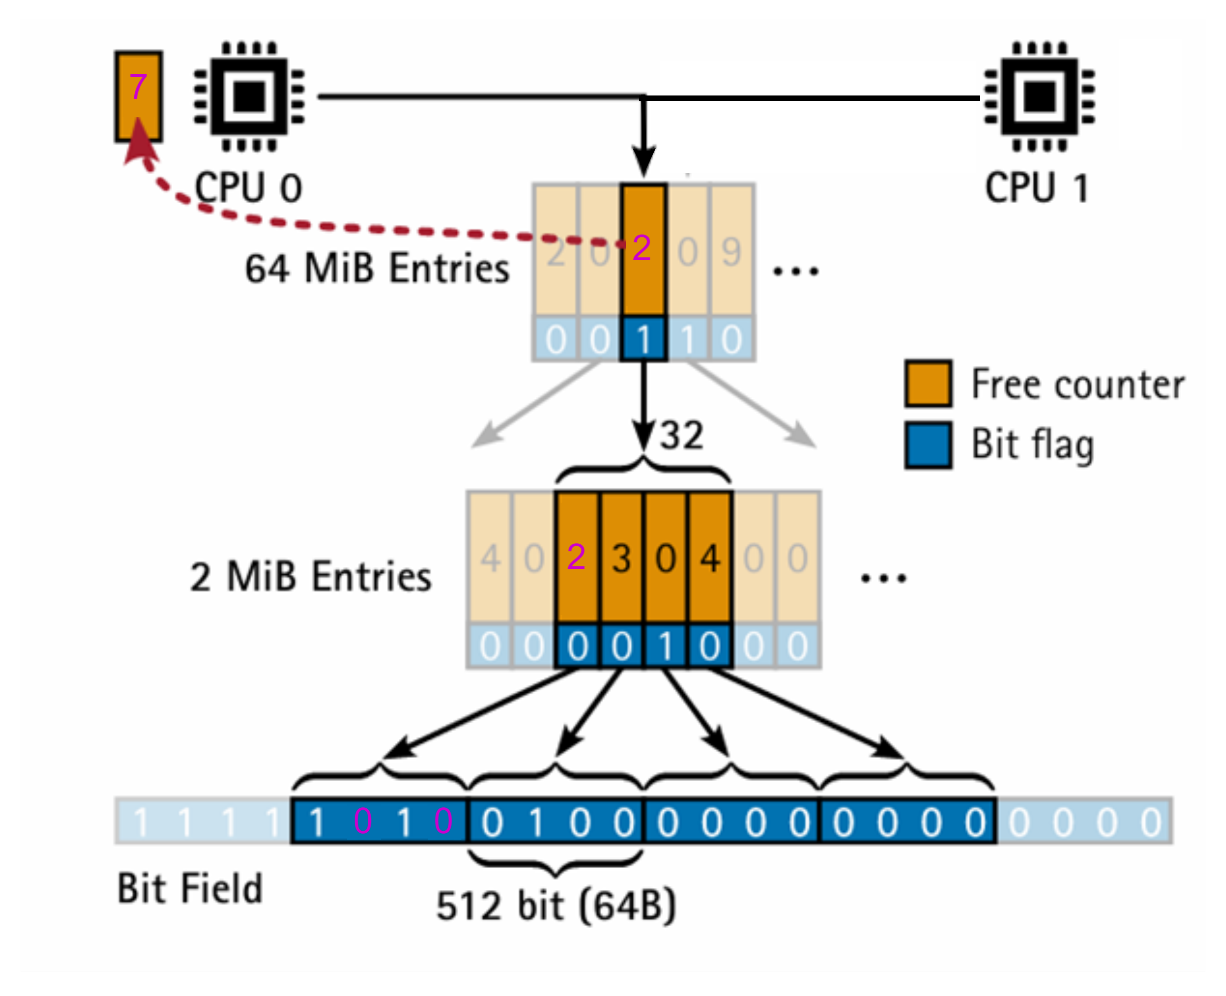 7
CPU 0
CPU 1
2 0 2 0 9
64 MiB Entries
...
0 0 1 1 0
Free counter
32
Bit flag
4 0 2 3 0 4 0 0
2 MiB Entries
...
0 0 0 0 1 0 0 0
1 1 1 1 1 0 1 0 0 1 0 0 0 0 0 0 0 0 0 0 0 0 0 0
Bit Field
512 bit (64B)